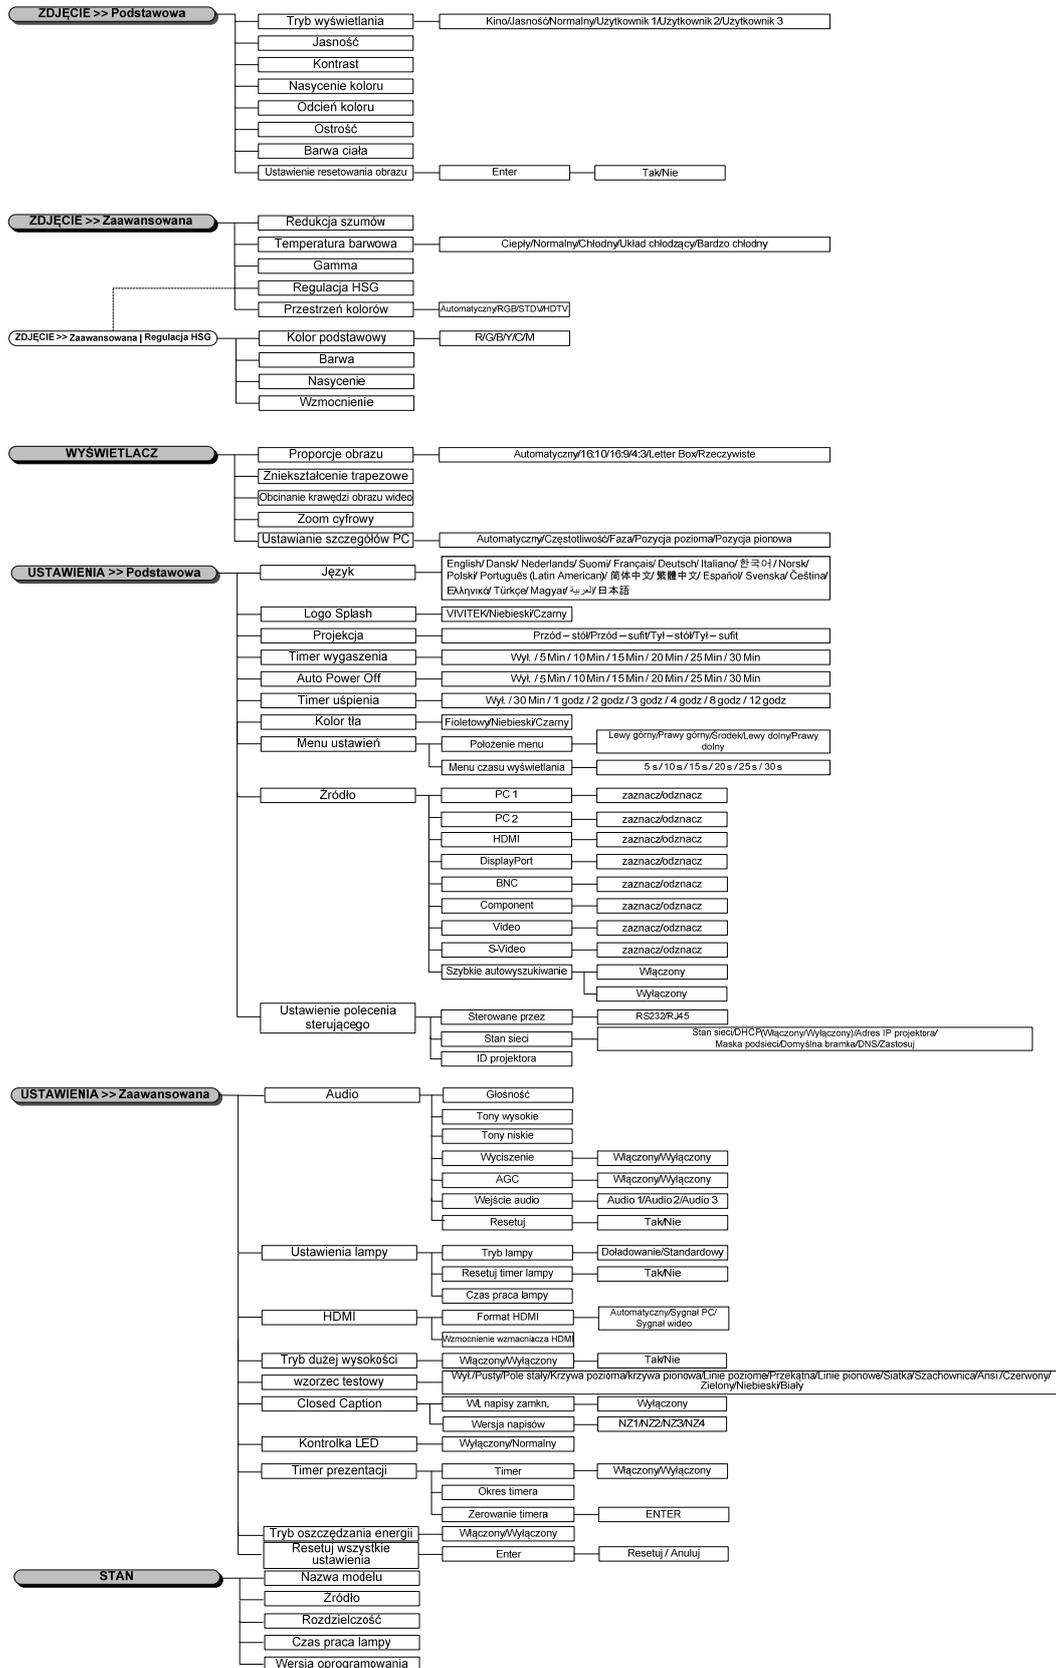 ZDJĘCIE >> Podstawowa
Tryb wyświetlania
Kino/Jasność/Normalny/Użytkownik 1/Użytkownik 2/Użytkownik 3
Jasność
Kontrast
Nasycenie koloru
Odcień koloru
Ostrość
Barwa ciała
Ustawienie resetowania obrazu
Enter
Tak/Nie
ZDJĘCIE >> Zaawansowana
Redukcja szumów
Temperatura barwowa
Ciepły/Normalny/Chłodny/Układ chłodzący/Bardzo chłodny
Gamma
Regulacja HSG
Przestrzeń kolorów
Automatyczny/RGB/STDV/HDTV
ZDJĘCIE >> Zaawansowana | Regulacja HSG
Kolor podstawowy
R/G/B/Y/C/M
Barwa
Nasycenie
Wzmocnienie
WYŚWIETLACZ
Proporcje obrazu
Automatyczny/16:10/16:9/4:3/Letter Box/Rzeczywiste
Zniekształcenie trapezowe
Obcinanie krawędzi obrazu wideo
Zoom cyfrowy
Ustawianie szczegółów PC
Automatyczny/Częstotliwość/Faza/Pozycja pozioma/Pozycja pionowa
USTAWIENIA >> Podstawowa
Język
English/ Dansk/ Nederlands/ Suomi/ Français/ Deutsch/ Italiano/ 한국어/ Norsk/
Polski/ Português (Latin American)/ 简体中文/ 繁體中文/ Español/ Svenska/ Čeština/
Ελληνικά/ Türkçe/ Magyar/ العربية/ 日本語
Logo Splash
VIVITEK/Niebieski/Czarny
Projekcja
Przód – stół/Przód – sufit/Tył – stół/Tył – sufit
Timer wygaszenia
Wył. / 5 Min / 10 Min / 15 Min / 20 Min / 25 Min / 30 Min
Auto Power Off
Wył. / 5 Min / 10 Min / 15 Min / 20 Min / 25 Min / 30 Min
Timer uśpienia
Wył. / 30 Min / 1 godz / 2 godz / 3 godz / 4 godz / 8 godz / 12 godz
Kolor tła
Fioletowy/Niebieski/Czarny
Menu ustawień
Położenie menu
Lewy górny/Prawy górny/Środek/Lewy dolny/Prawy
dolny
Menu czasu wyświetlania
5 s / 10 s / 15 s / 20 s / 25 s / 30 s
Źródło
PC 1
zaznacz/odznacz
PC 2
zaznacz/odznacz
HDMI
zaznacz/odznacz
DisplayPort
zaznacz/odznacz
BNC
zaznacz/odznacz
Component
zaznacz/odznacz
Video
zaznacz/odznacz
S-Video
zaznacz/odznacz
Szybkie autowyszukiwanie
Włączony
Wyłączony
Ustawienie polecenia
sterującego
Sterowane przez
RS232/RJ45
Stan sieci
Stan sieci/DHCP(Włączony/Wyłączony)/Adres IP projektora/
Maska podsieci/Domyślna bramka/DNS/Zastosuj
ID projektora
USTAWIENIA >> Zaawansowana
Audio
Głośność
Tony wysokie
Tony niskie
Wyciszenie
Włączony/Wyłączony
AGC
Włączony/Wyłączony
Wejście audio
Audio 1/Audio 2/Audio 3
Resetuj
Tak/Nie
Ustawienia lampy
Tryb lampy
Doładowanie/Standardowy
Resetuj timer lampy
Tak/Nie
Czas praca lampy
HDMI
Format HDMI
Automatyczny/Sygnał PC/
Sygnał wideo
Wzmocnienie wzmacniacza HDMI
Tryb dużej wysokości
Włączony/Wyłączony
Tak/Nie
wzorzec testowy
Wył./Pusty/Pole stały/Krzywa pozioma/krzywa pionowa/Linie poziome/Przekątna/Linie pionowe/Siatka/Szachownica/Ansi /Czerwony/
Zielony/Niebieski/Biały
Closed Caption
Wł. napisy zamkn.
Wyłączony
Wersja napisów
NZ1/NZ2/NZ3/NZ4
Kontrolka LED
Wyłączony/Normalny
Timer prezentacji
Timer
Włączony/Wyłączony
Okres timera
Zerowanie timera
ENTER
Tryb oszczędzania energii
Włączony/Wyłączony
Resetuj wszystkie
ustawienia
Enter
Resetuj / Anuluj
STAN
Nazwa modelu
Źródło
Rozdzielczość
Czas praca lampy
Wersja oprogramowania